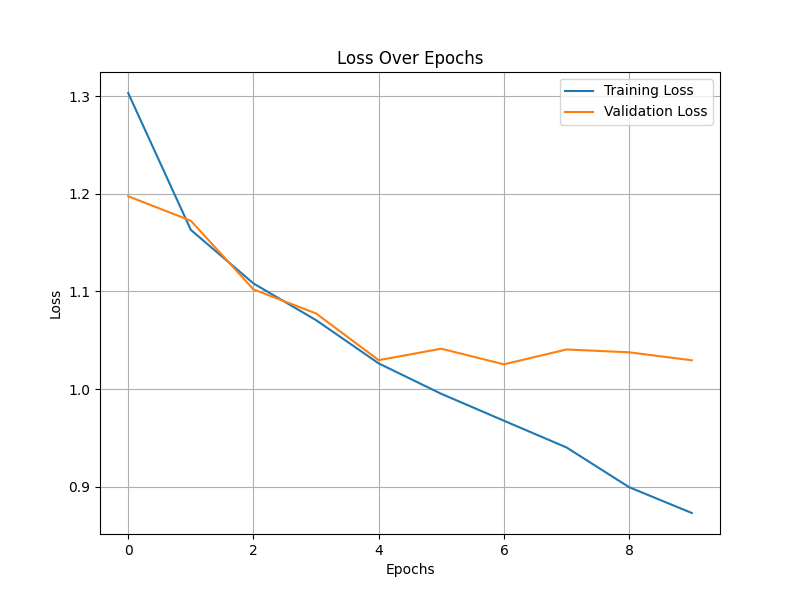 Loss Over Epochs
Training Loss
Validation Loss
1.3
1.2
1.1
1.0
0.9
Loss
0 2 4 6 8
Epochs